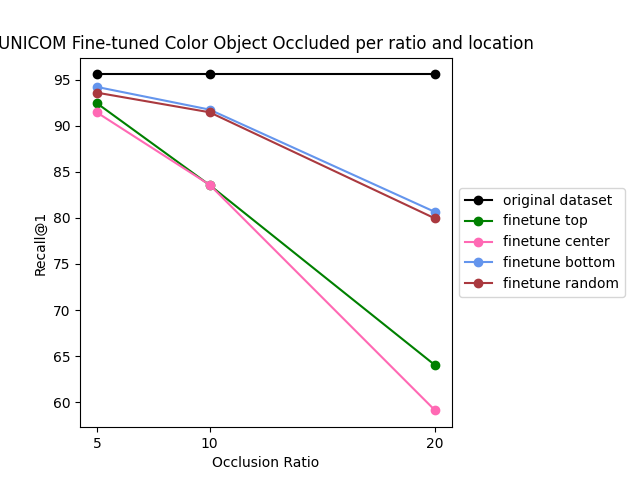 UNICOM Fine-tuned Color Object Occluded per ratio and location
95
90
85
80
75
70
65
60
Recall@1
5
10
20
Occlusion Ratio
original dataset
finetune top
finetune center
finetune bottom
finetune random